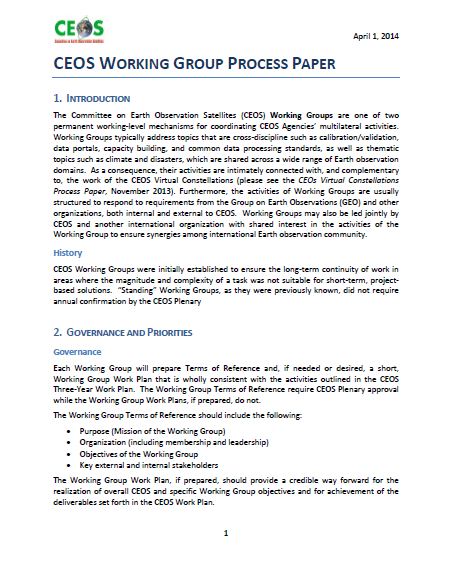 CEOS
April 1, 2014
CEOS WORKING GROUP PROCESS PAPER
1. INTRODUCTION
The Committee on Earth Observation Satellites (CEOS) Working Groups are one of two
permanent working-level mechanisms for coordinating CEOS Agencies' multilateral activities.
Working Groups typically address topics that are cross-discipline such as calibration/validation,
data portals, capacity building, and common data processing standards, as well as thematic
topics such as climate and disasters, which are shared across a wide range of Earth observation
domains. As a consequence, their activities are intimately connected with, and complementary
to, the work of the CEOS Virtual Constellations (please see the CEOs Virtual Constellations
Process Paper, November 2013). Furthermore, the activities of Working Groups are usually
structured to respond to requirements from the Group on Earth Observations (GEO) and other
organizations, both internal and external to CEOS. Working Groups may also be led jointly by
CEOS and another international organization with shared interest in the activities of the
Working Group to ensure synergies among international Earth observation community.
History
CEOS Working Groups were initially established to ensure the long-term continuity of work in
areas where the magnitude and complexity of a task was not suitable for short-term, project-
based solutions. "Standing" Working Groups, as they were previously known, did not require
annual confirmation by the CEOS Plenary
2. GOVERNANCE AND PRIORITIES
Governance
Each Working Group will prepare Terms of Reference and, if needed or desired, a short,
Working Group Work Plan that is wholly consistent with the activities outlined in the CEOS
Three-Year Work Plan. The Working Group Terms of Reference require CEOS Plenary approval
while the Working Group Work Plans, if prepared, do not.
The Working Group Terms of Reference should include the following:
• Purpose (Mission of the Working Group)
• Organization (including membership and leadership)
• Objectives of the Working Group
• Key external and internal stakeholders
The Working Group Work Plan, if prepared, should provide a credible way forward for the
realization of overall CEOS and specific Working Group objectives and for achievement of the
deliverables set forth in the CEOS Work Plan.
1